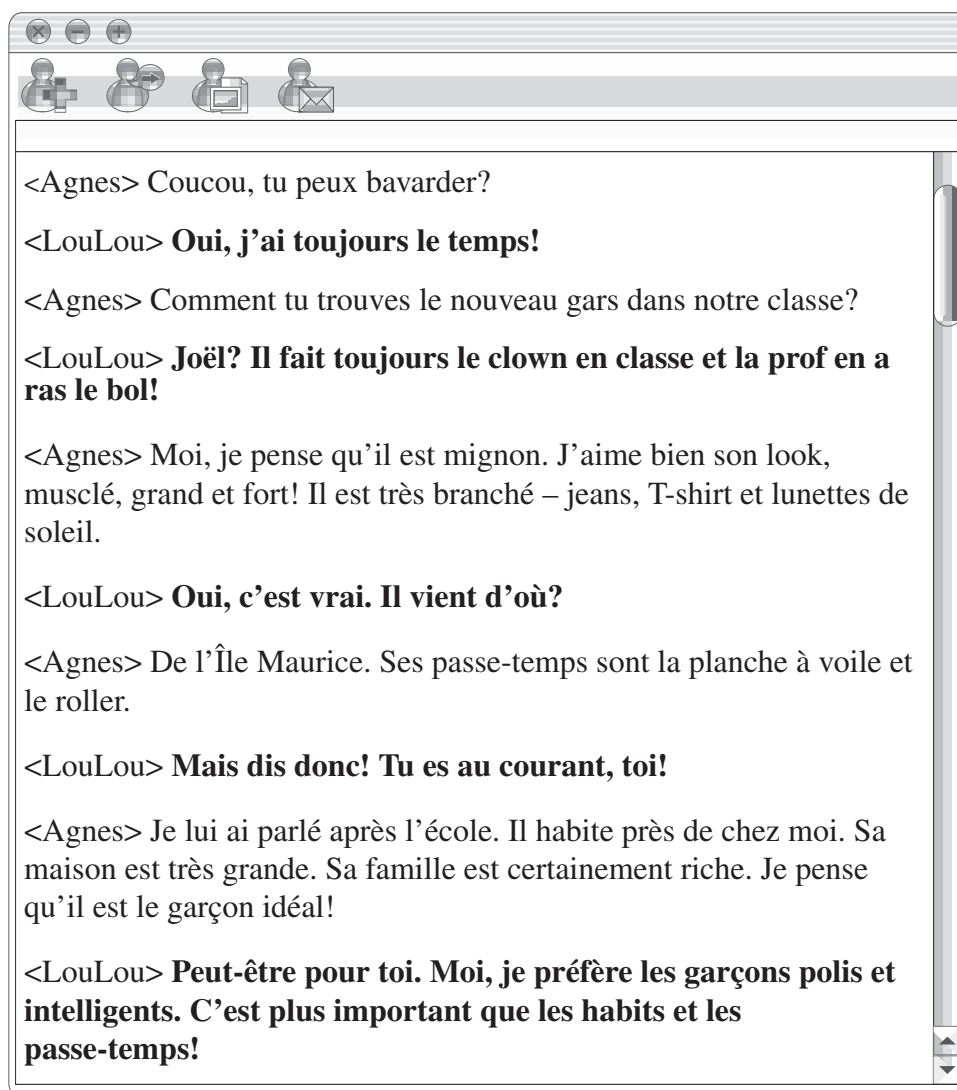 <Agnes> Coucou, tu peux bavarder?
<LouLou> Oui, j’ai toujours le temps!
<Agnes> Comment tu trouves le nouveau gars dans notre classe?
<LouLou> Joël? Il fait toujours le clown en classe et la prof en a
ras le bol!
<Agnes> Moi, je pense qu’il est mignon. J’aime bien son look,
musclé, grand et fort! Il est très branché – jeans, T-shirt et lunettes de
soleil.
<LouLou> Oui, c’est vrai. Il vient d’où?
<Agnes> De l’Île Maurice. Ses passe-temps sont la planche à voile et
le roller.
<LouLou> Mais dis donc! Tu es au courant, toi!
<Agnes> Je lui ai parlé après l’école. Il habite près de chez moi. Sa
maison est très grande. Sa famille est certainement riche. Je pense
qu’il est le garçon idéal!
<LouLou> Peut-être pour toi. Moi, je préfère les garçons polis et
intelligents. C’est plus important que les habits et les
passe-temps!